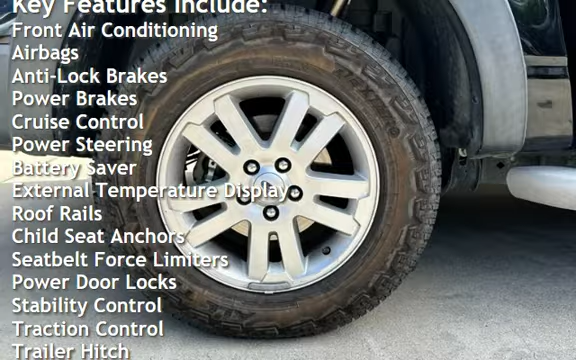 Key Features Include:
Front Air Conditioning
Airbags
Anti-Lock Brakes
Power Brakes
Cruise Control
Power Steering
Battery Saver
External Temperature Display
Roof Rails
Child Seat Anchors
Seatbelt Force Limiters
Power Door Locks
Stability Control
Traction Control
Trailer Hitch